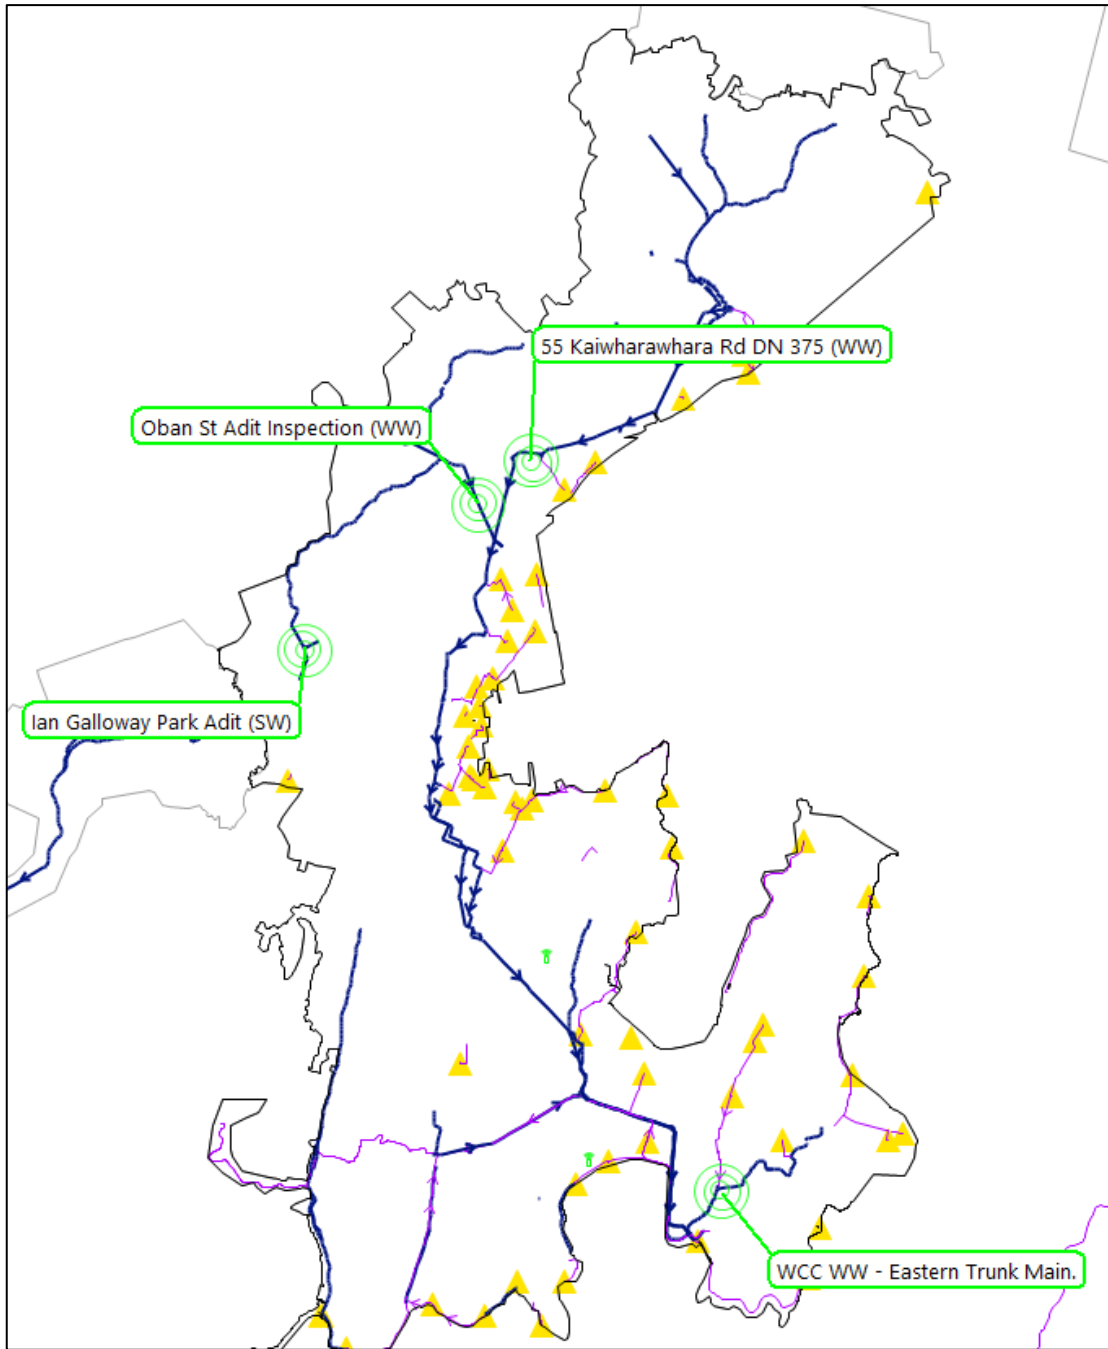 55 Kaiwharawhara Rd DN 375 (WW)
Oban St Adit Inspection (WW)
Ian Galloway Park Adit (SW)
WCC WW - Eastern Trunk Main.